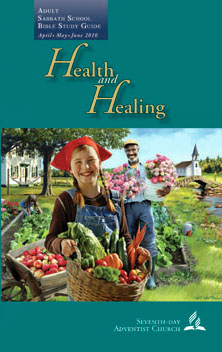 ADULT
SABBATH SCHOOL
BIBLE STUDY GUIDE
April • May • June 2010
Health
and
Healing
SEVENTH-DAY
ADVENTIST CHURCH